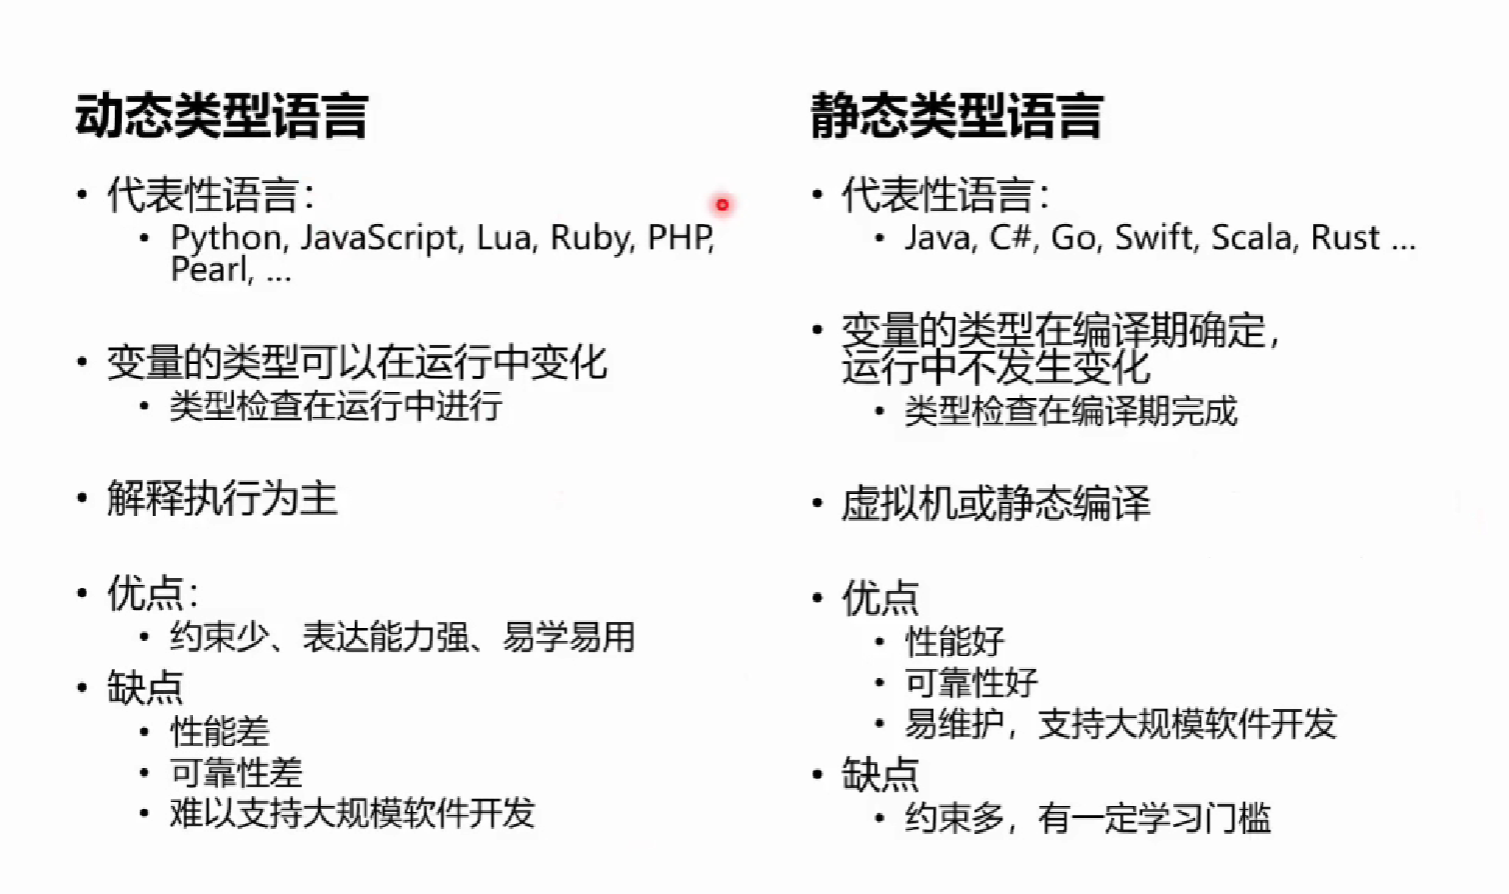 动态类型语言
• 代表性语言：
• Python, JavaScript, Lua, Ruby, PHP,
Pearl, ...
• 变量的类型可以在运行中变化
• 类型检查在运行中进行
• 解释执行为主
• 优点：
• 约束少、表达能力强、易学易用
• 缺点
• 性能差
• 可靠性差
• 难以支持大规模软件开发
静态类型语言
• 代表性语言：
• Java, C#, Go, Swift, Scala, Rust ...
• 变量的类型在编译期确定，
运行中不发生变化
• 类型检查在编译期完成
• 虚拟机或静态编译
• 优点
• 性能好
• 可靠性好
• 易维护，支持大规模软件开发
• 缺点
• 约束多，有一定学习门槛